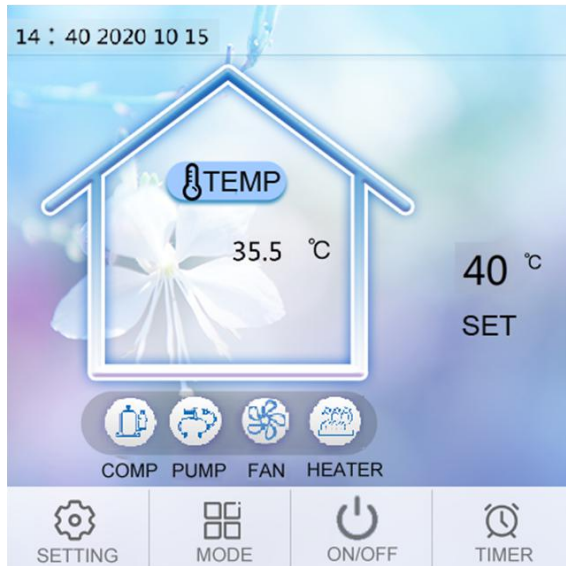 14 : 40 2020 10 15
TEMP
35.5 ℃
40 ℃
SET
COMP PUMP FAN HEATER
SETTING MODE ON/OFF TIMER